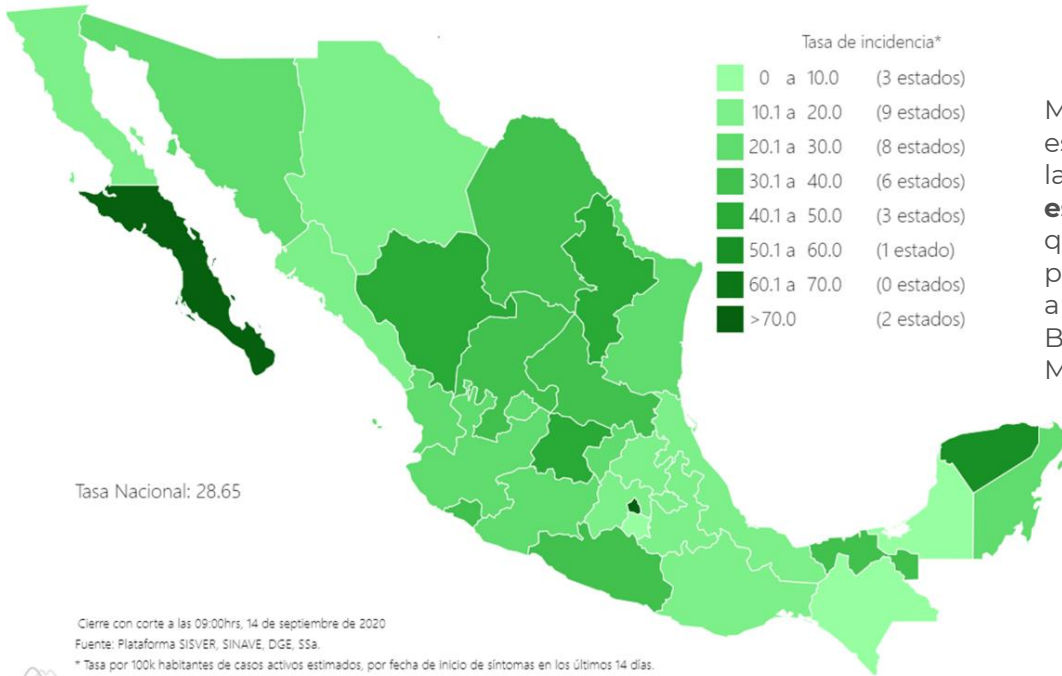 Tasa de incidencia*
0 a 10.0 (3 estados)
10.1 a 20.0 (9 estados)
20.1 a 30.0 (8 estados)
30.1 a 40.0 (6 estados)
40.1 a 50.0 (3 estados)
50.1 a 60.0 (1 estado)
60.1 a 70.0 (0 estados)
>70.0 (2 estados)
Tasa Nacional: 28.65
Cierre con corte a las 09:00hrs, 14 de septiembre de 2020
Fuente: Plataforma SISVER, SINAVE, DGE, SSa.
* Tasa por 100k habitantes de casos activos estimados, por fecha de inicio de síntomas en los últimos 14 días.
M
es
la
es
q
p
a
B
M